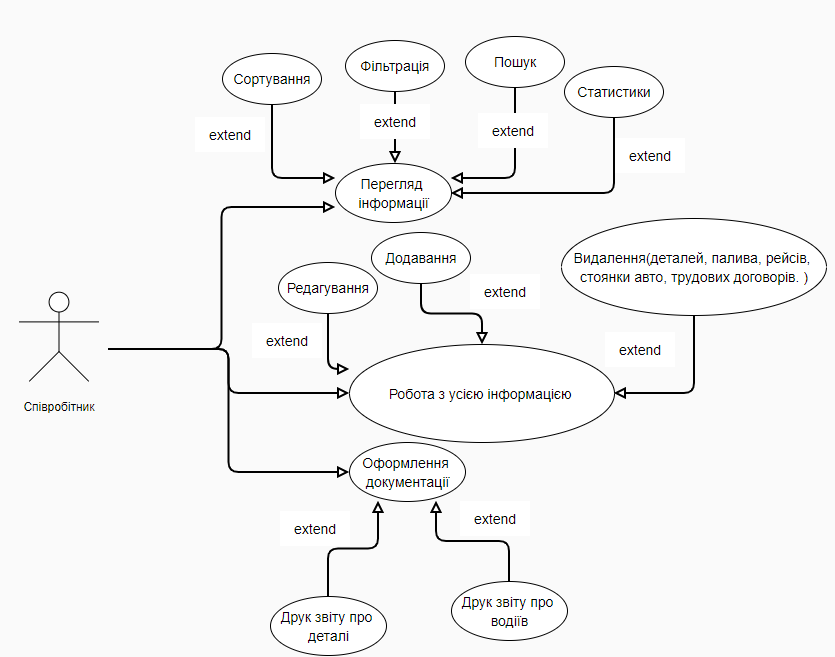 Сортування
Фільтрація
Пошук
Статистики
extend
extend
extend
extend
Перегляд
інформації
Редагування
Додавання
Видалення(деталей, палива, рейсів,
стоянки авто, трудових договорів. )
extend
extend
extend
Робота з усією інформацією
Співробітник
Оформлення
документації
extend
extend
Друк звіту про
деталі
Друк звіту про
водіїв